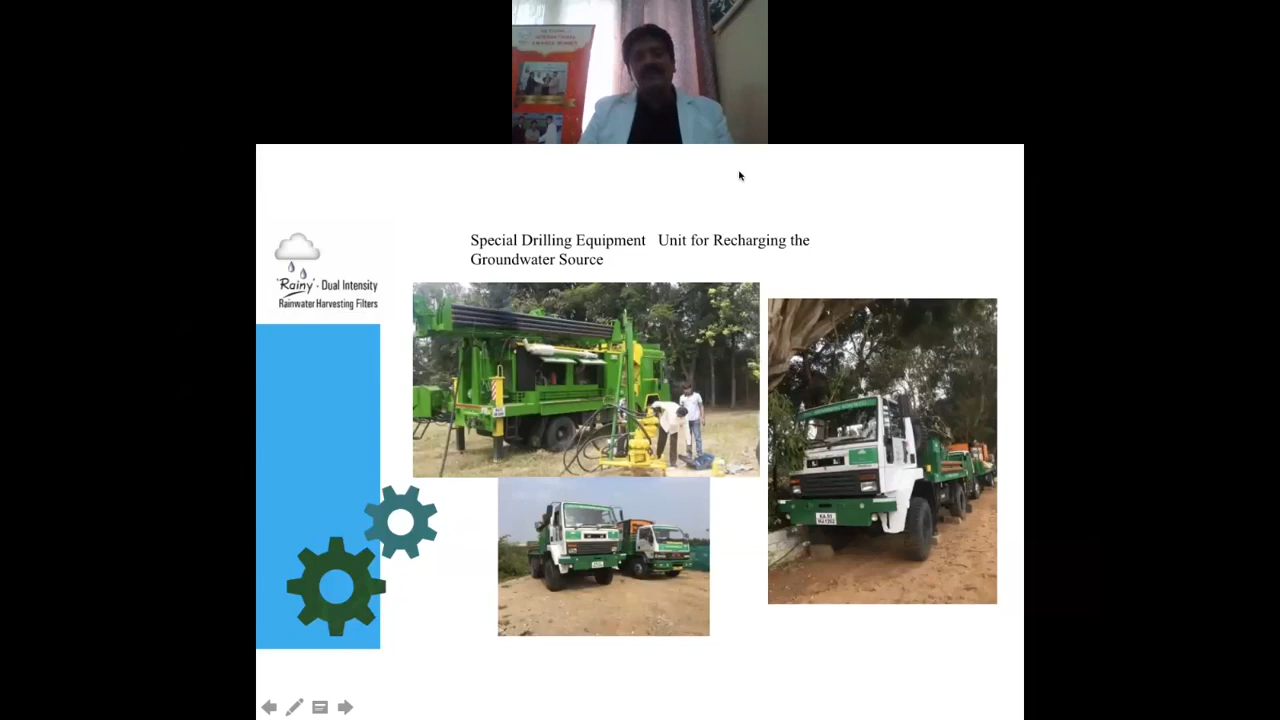 Special Drilling Equipment Unit for Recharging the
Groundwater Source
'Rainy' - Dual Intensity
Rainwater Harvesting Filters